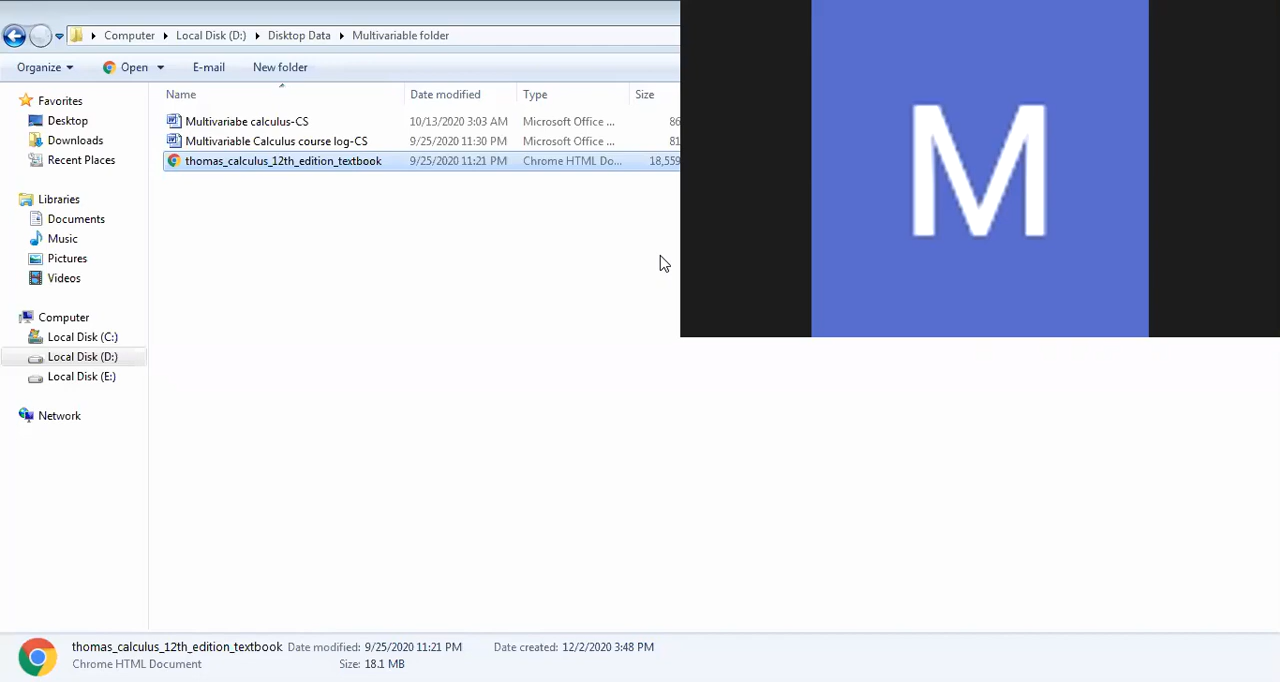 Computer Local Disk (D:) Disktop Data Multivariable folder
Organize Open E-mail New folder
Name Date modified Type Size
Favorites
Desktop
Downloads
Recent Places
Libraries
Documents
Music
Pictures
Videos
Computer
Local Disk (C:)
Local Disk (D:)
Local Disk (E:)
Network
Multivariabe calculus-CS 10/13/2020 3:03 AM Microsoft Office ... 86
Multivariable Calculus course log-CS 9/25/2020 11:30 PM Microsoft Office ... 81
thomas_calculus_12th_edition_textbook 9/25/2020 11:21 PM Chrome HTML Do... 18,559
M
thomas_calculus_12th_edition_textbook Date modified: 9/25/2020 11:21 PM Date created: 12/2/2020 3:48 PM
Chrome HTML Document Size: 18.1 MB